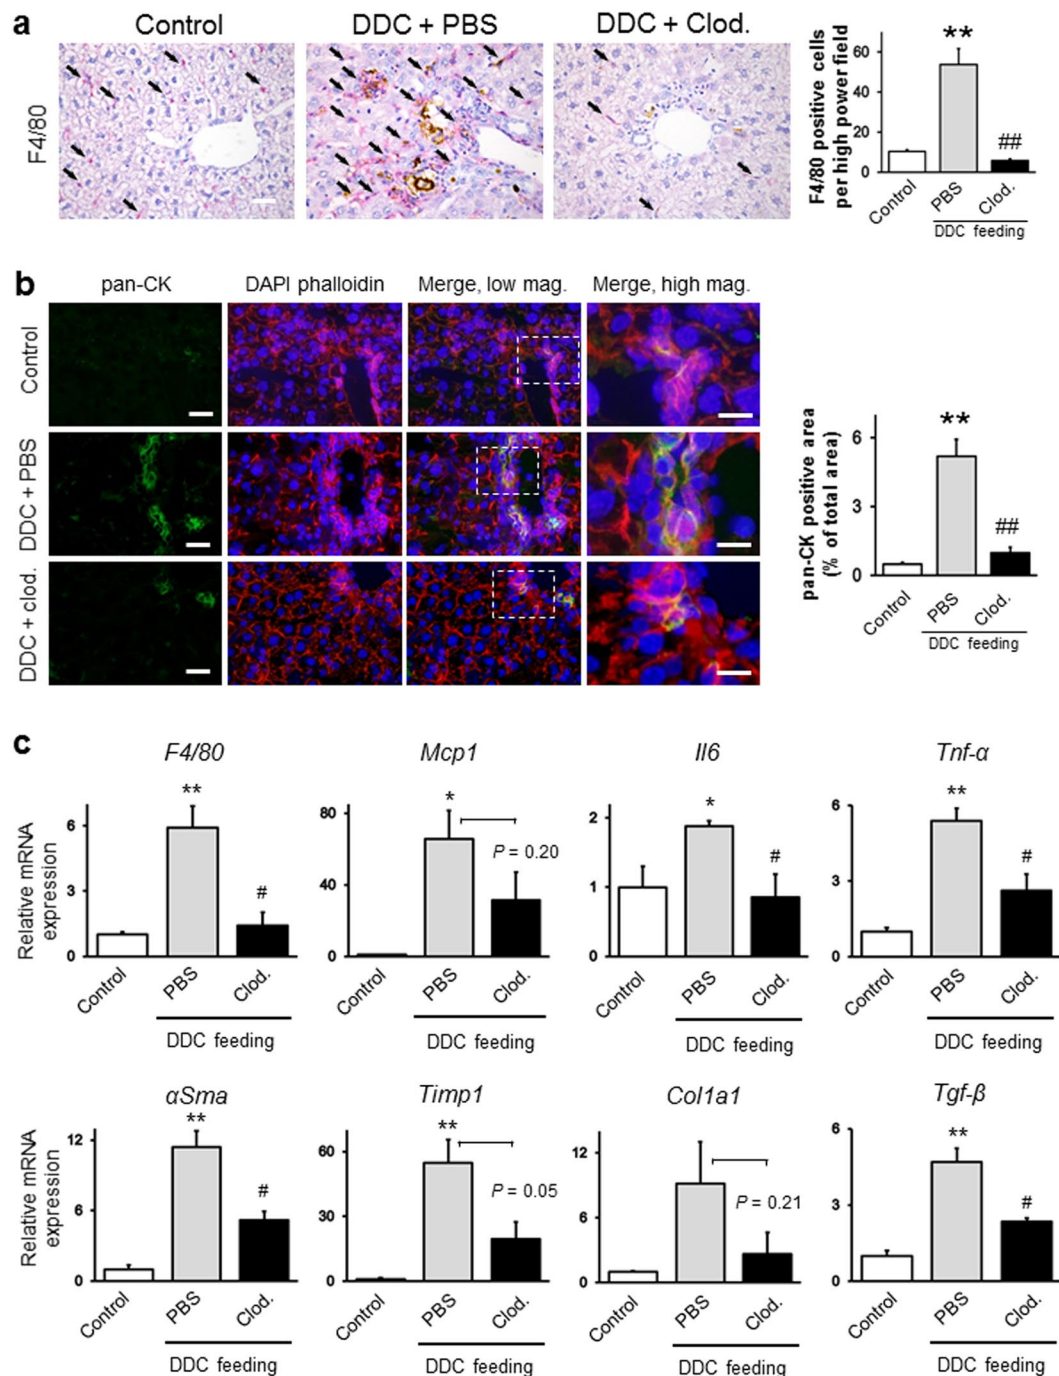 a
Control
DDC + PBS
DDC + Clod.
F4/80
F4/80 positive cells
per high power field
60
40
20
0
**
##
Control
PBS
Clod.
DDC feeding
b
pan-CK
DAPI phalloidin
Merge, low mag.
Merge, high mag.
Control
DDC + PBS
DDC + clod.
pan-CK positive area
(% of total area)
6
3
0
**
##
Control
PBS
Clod.
DDC feeding
c
F4/80
Mcp1
Il6
Tnf-α
Relative mRNA
expression
6
3
0
**
#
Control
PBS
Clod.
DDC feeding
80
40
0
*
P = 0.20
Control
PBS
Clod.
DDC feeding
2
1
0
*
#
Control
PBS
Clod.
DDC feeding
6
3
0
**
#
Control
PBS
Clod.
DDC feeding
αSma
Timp1
Col1a1
Tgf-β
Relative mRNA
expression
12
6
0
**
#
Control
PBS
Clod.
DDC feeding
60
30
0
**
P = 0.05
Control
PBS
Clod.
DDC feeding
12
6
0
P = 0.21
Control
PBS
Clod.
DDC feeding
6
3
0
**
#
Control
PBS
Clod.
DDC feeding